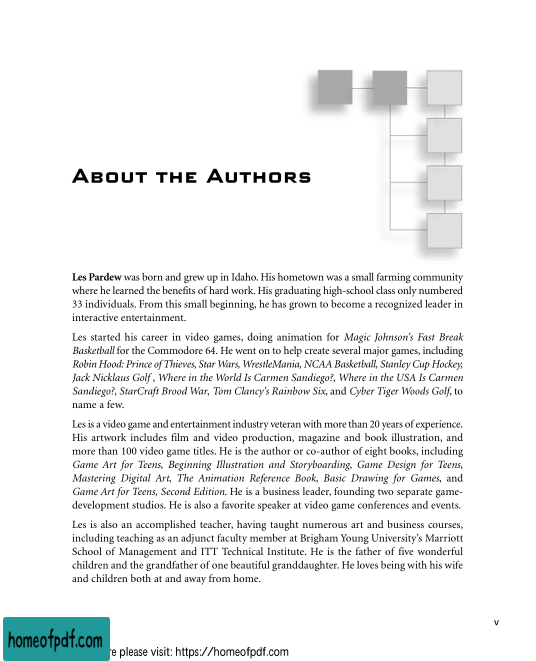 ABOUT THE AUTHORS
Les Pardew was born and grew up in Idaho. His hometown was a small farming community
where he learned the benefits of hard work. His graduating high-school class only numbered
33 individuals. From this small beginning, he has grown to become a recognized leader in
interactive entertainment.
Les started his career in video games, doing animation for Magic Johnson's Fast Break
Basketball for the Commodore 64. He went on to help create several major games, including
Robin Hood: Prince of Thieves, Star Wars, WrestleMania, NCAA Basketball, Stanley Cup Hockey,
Jack Nicklaus Golf , Where in the World Is Carmen Sandiego?, Where in the USA Is Carmen
Sandiego?, StarCraft Brood War, Tom Clancy's Rainbow Six, and Cyber Tiger Woods Golf, to
name a few.
Les is a video game and entertainment industry veteran with more than 20 years of experience.
His artwork includes film and video production, magazine and book illustration, and
more than 100 video game titles. He is the author or co-author of eight books, including
Game Art for Teens, Beginning Illustration and Storyboarding, Game Design for Teens,
Mastering Digital Art, The Animation Reference Book, Basic Drawing for Games, and
Game Art for Teens, Second Edition. He is a business leader, founding two separate game-
development studios. He is also a favorite speaker at video game conferences and events.
Les is also an accomplished teacher, having taught numerous art and business courses,
including teaching as an adjunct faculty member at Brigham Young University's Marriott
School of Management and ITT Technical Institute. He is the father of five wonderful
children and the grandfather of one beautiful granddaughter. He loves being with his wife
and children both at and away from home.
v
homeofpdf.com
please visit: https://homeofpdf.com